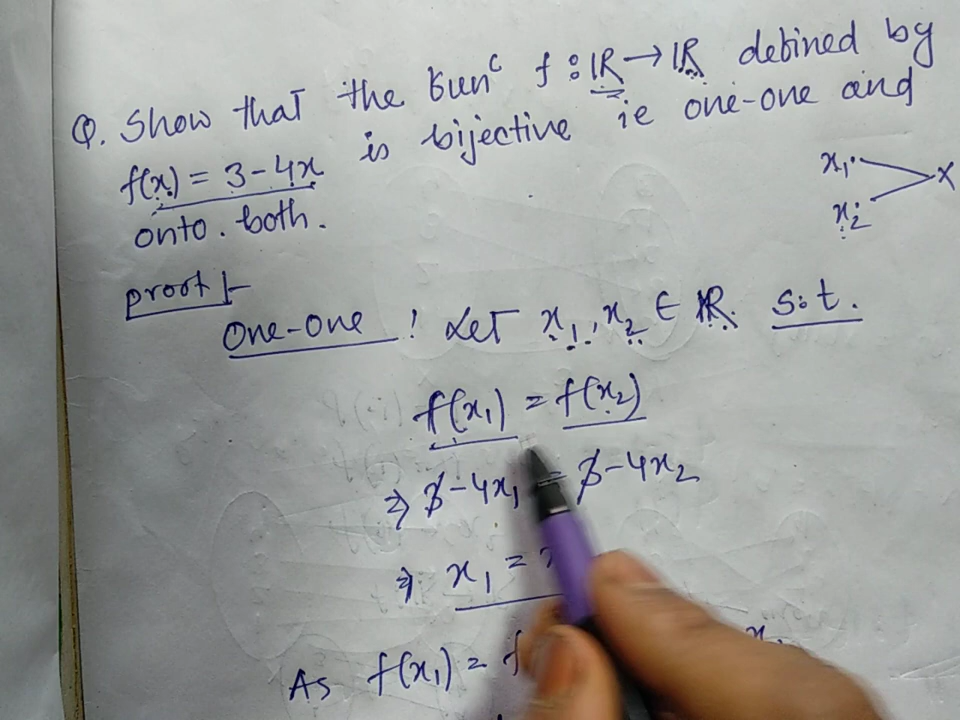 Q. Show that the funᶜ f : ℝ → ℝ defined by
f(x) = 3 - 4x is bijective ie one-one and
onto. both.
x₁
x₂
X
proof :-
one-one : Let x₁, x₂ ∈ ℝ. s.t.
f(x₁) = f(x₂)
⇒ 3 - 4x₁ = 3 - 4x₂
⇒ x₁ =
As f(x₁) = f